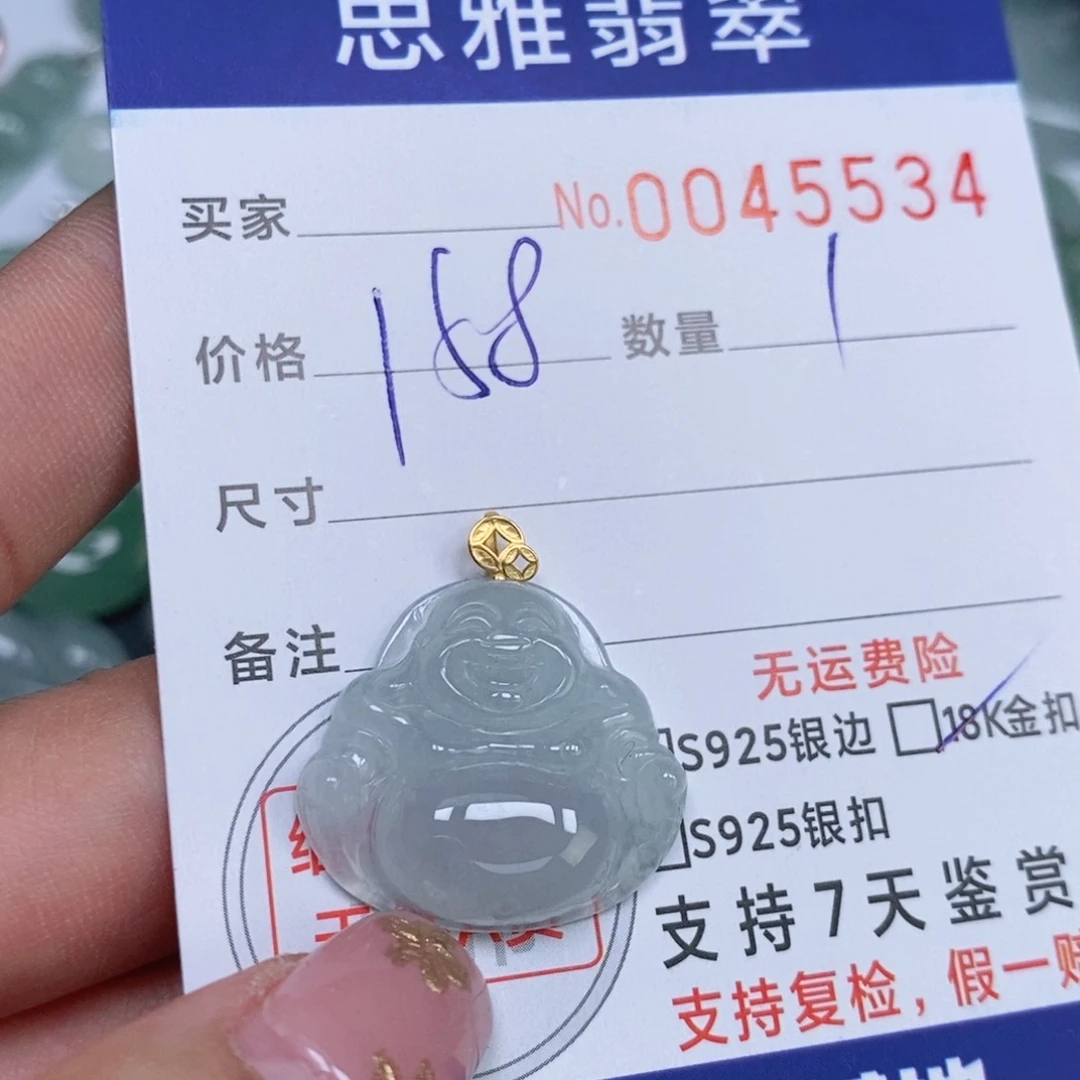 思雅翡翠
买家 No.0045534
价格 158 数量 1
尺寸
备注
无运费险
S925银边 18K金扣
S925银扣
支持7天鉴赏
支持复检，假一赔